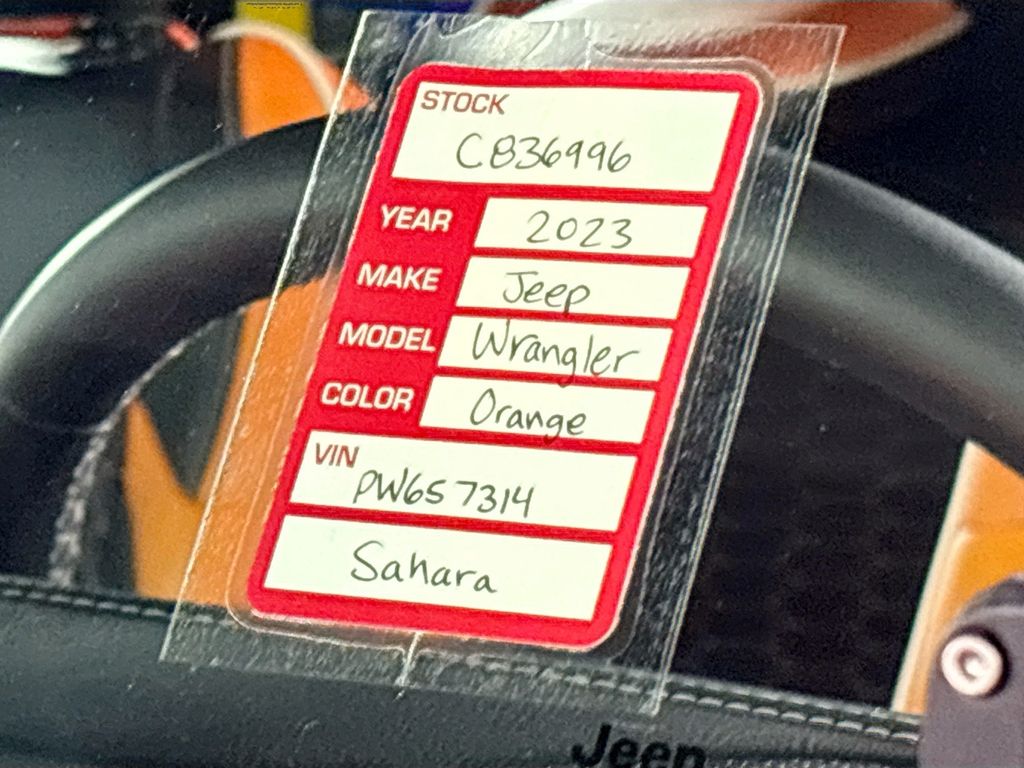 STOCK
C836996
YEAR 2023
MAKE Jeep
MODEL Wrangler
COLOR Orange
VIN
PW657314
Sahara
Jeep